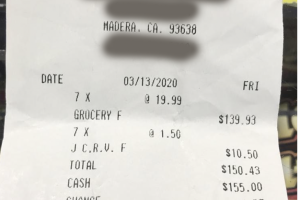 MADERA. CA. 93638
DATE 03/13/2020 FRI
7 X @ 19.99
GROCERY F $139.93
7 X @ 1.50
J C.R.V. F $10.50
TOTAL $150.43
CASH $155.00
CHANGE